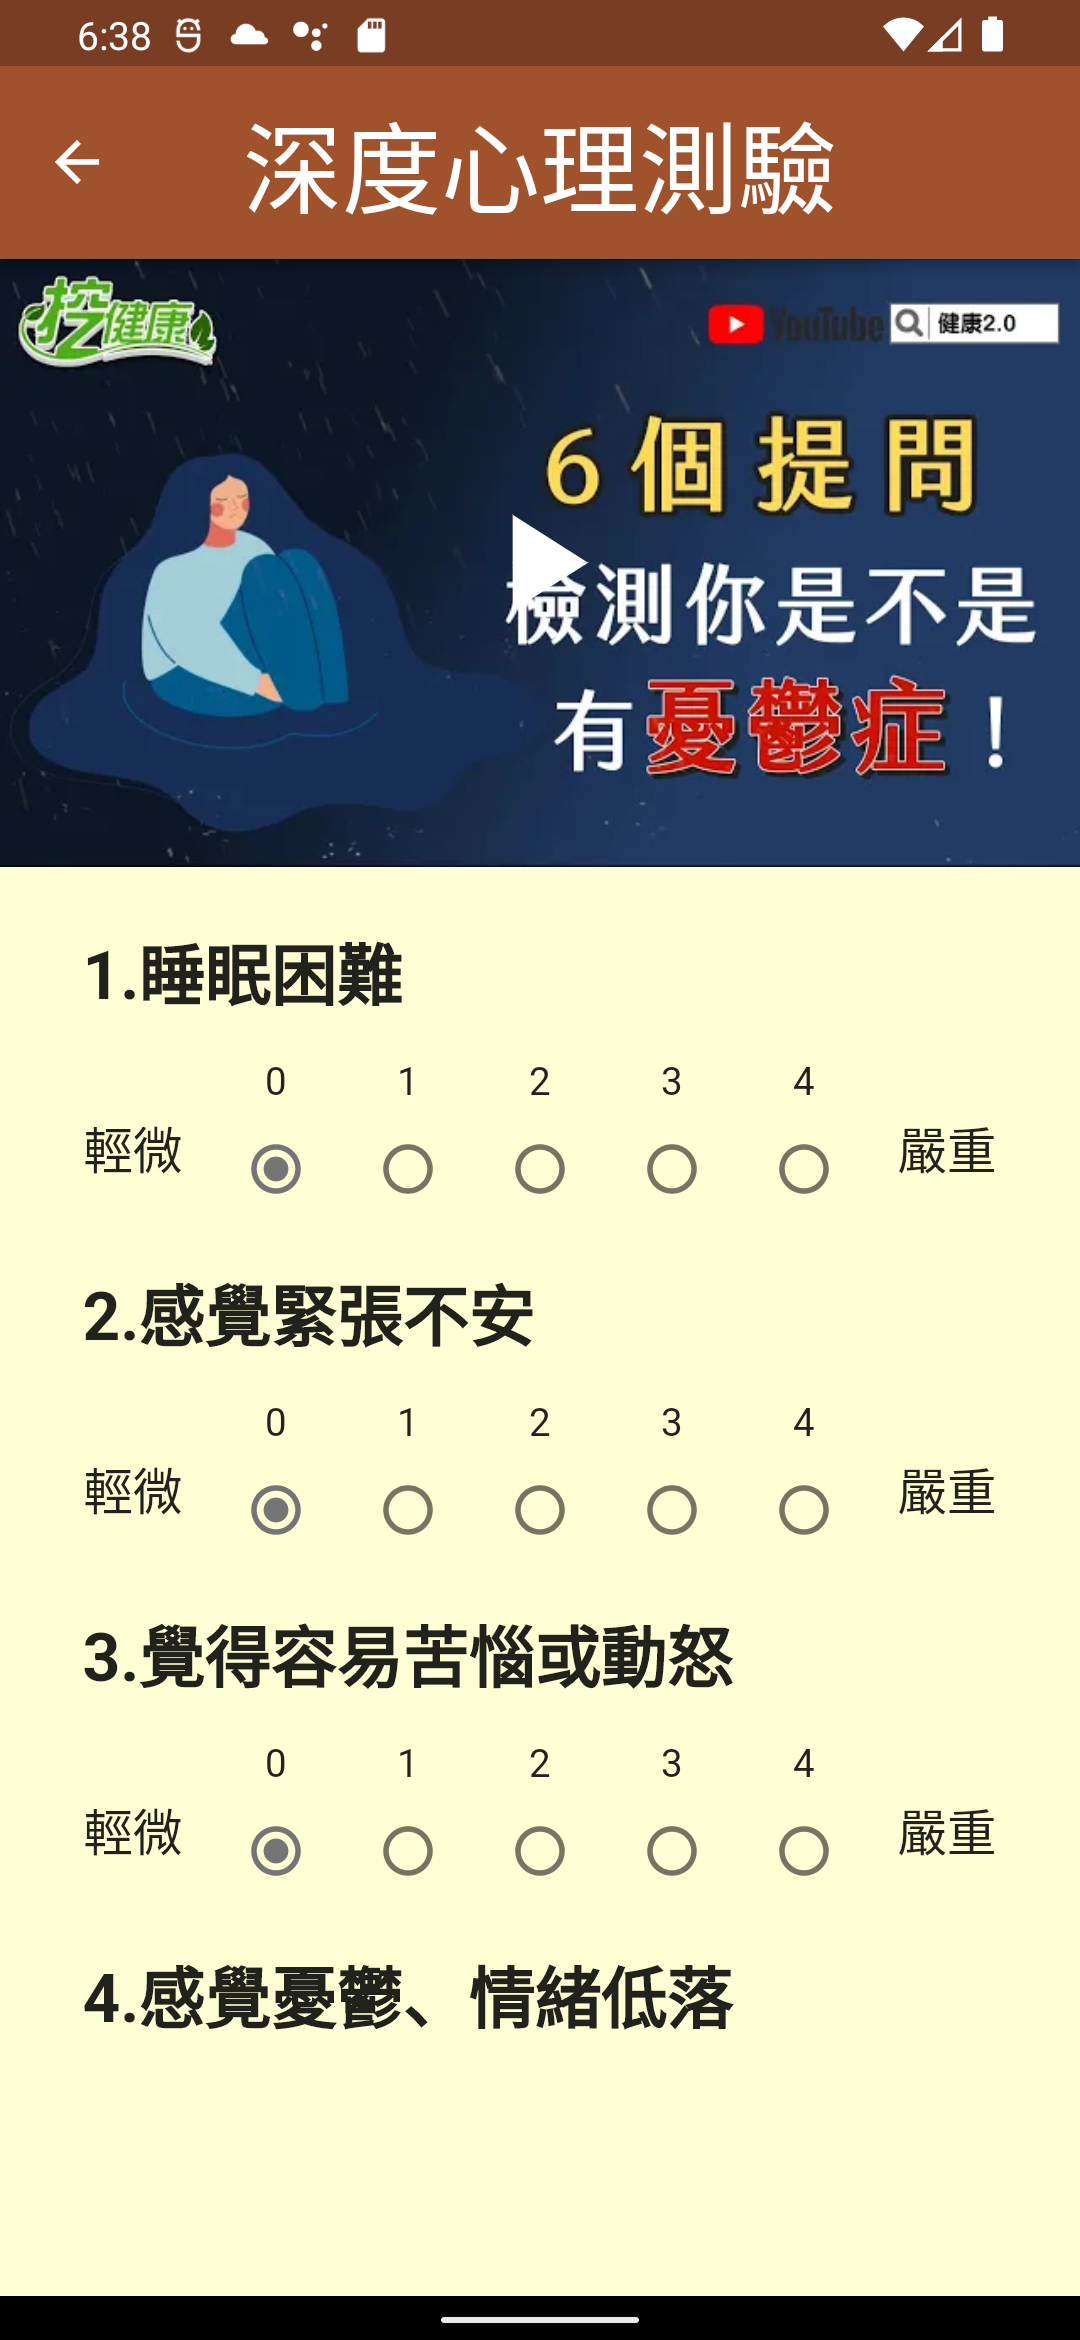 6:38
深度心理測驗
挖健康
YouTube 健康2.0
6個提問
檢測你是不是
有憂鬱症！
1.睡眠困難
0 1 2 3 4
輕微 嚴重
2.感覺緊張不安
0 1 2 3 4
輕微 嚴重
3.覺得容易苦惱或動怒
0 1 2 3 4
輕微 嚴重
4.感覺憂鬱、情緒低落